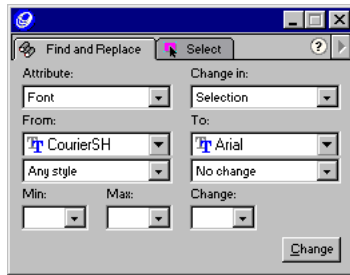 Find and Replace Select ?
Attribute: Change in:
Font Selection
From: To:
CourierSH Arial
Any style No change
Min: Max: Change:
Change